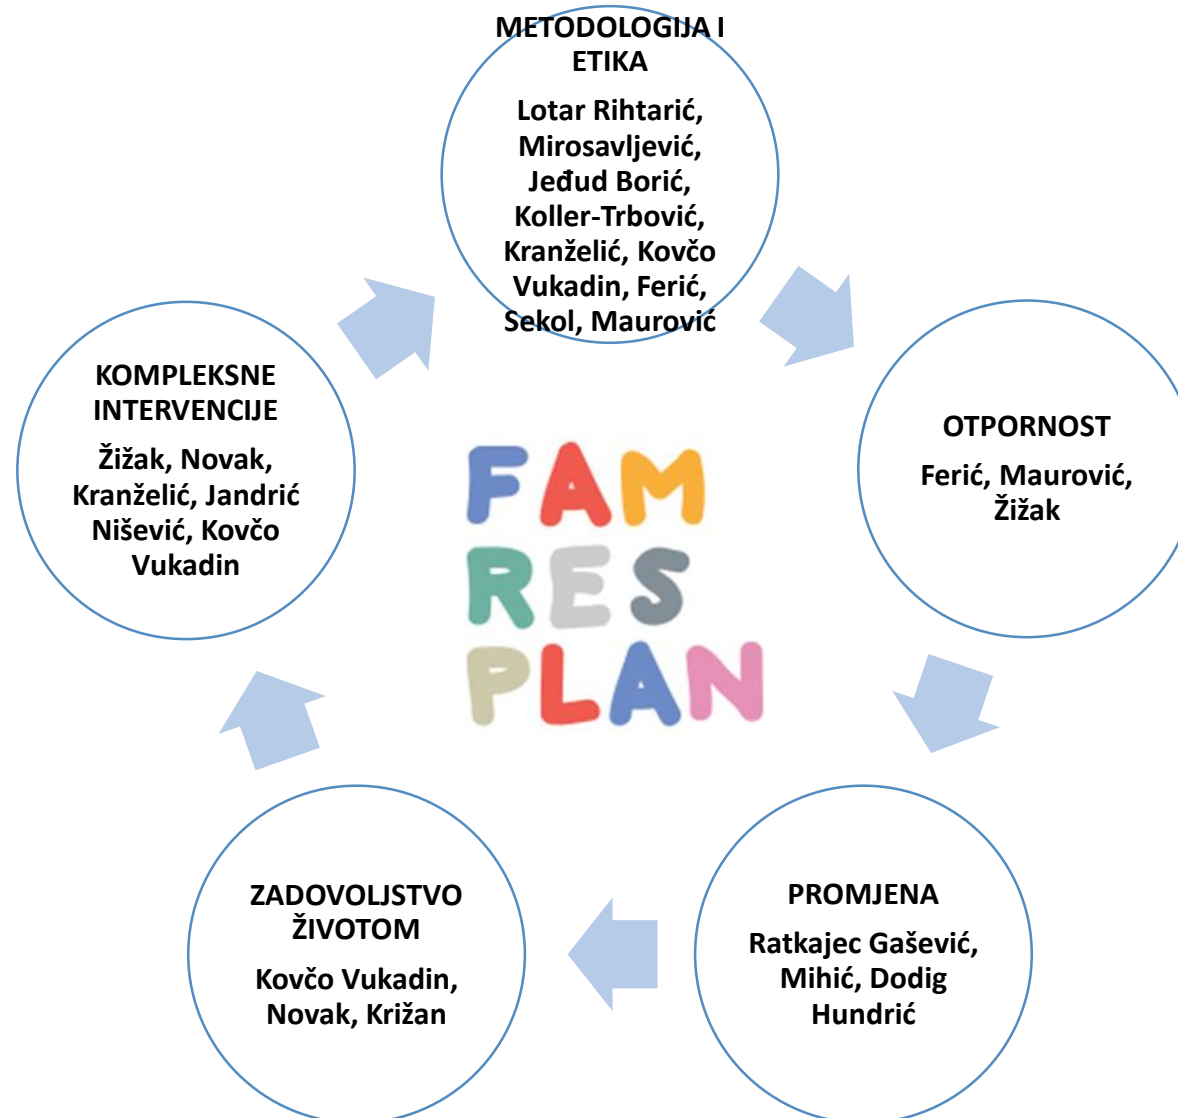 METODOLOGIJA I
ETIKA
Lotar Rihtarić,
Mirosavljević,
Jeđud Borić,
Koller-Trbović,
Kranželić, Kovčo
Vukadin, Ferić,
Sekol, Maurović
OTPORNOST
Ferić, Maurović,
Žižak
PROMJENA
Ratkajec Gašević,
Mihić, Dodig
Hundrić
ZADOVOLJSTVO
ŽIVOTOM
Kovčo Vukadin,
Novak, Križan
KOMPLEKSNE
INTERVENCIJE
Žižak, Novak,
Kranželić, Jandrić
Nišević, Kovčo
Vukadin
FAM
RES
PLAN